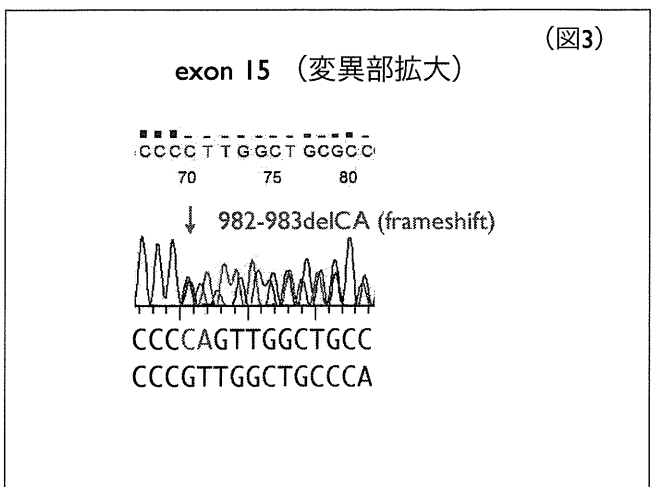 （図3）
exon 15 （変異部拡大）
CCCCTTGGCTGCGCC
70 75 80
982-983delCA (frameshift)
CCCCAGTTGGCTGCC
CCCGTTGGCTGCCCA